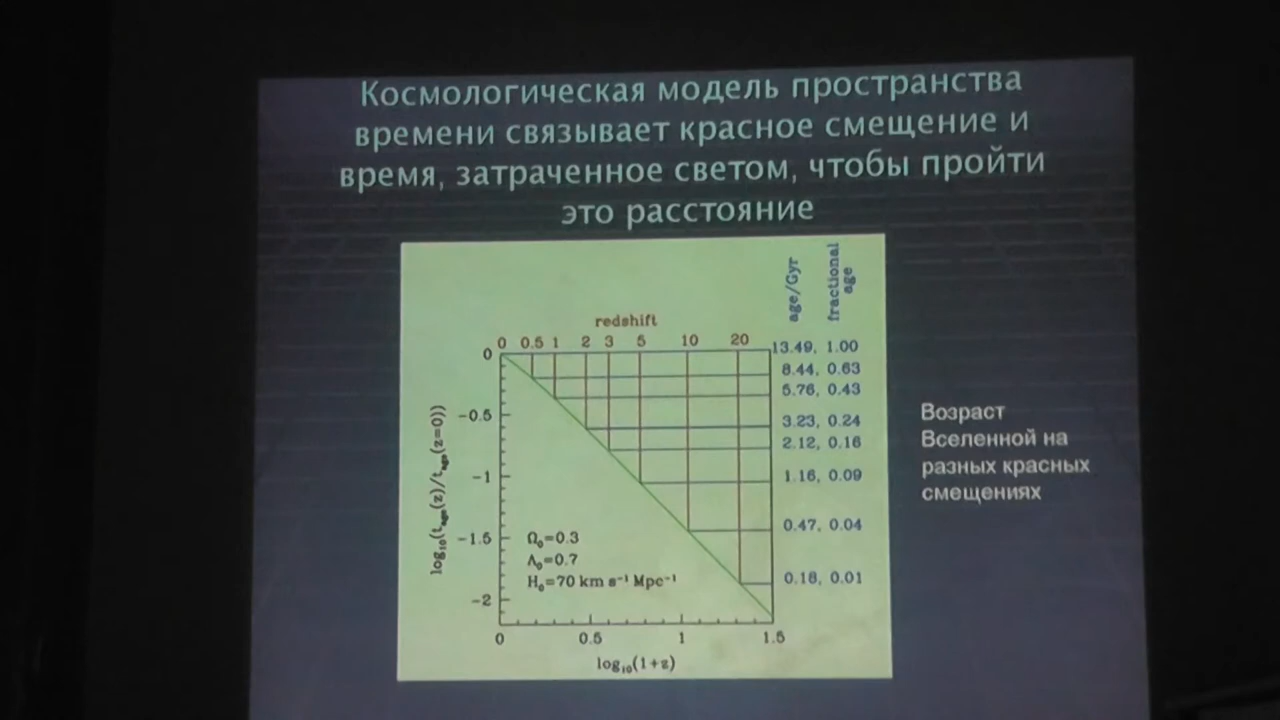 Космологическая модель пространства
времени связывает красное смещение и
время, затраченное светом, чтобы пройти
это расстояние
age/Gyr
fractional
age
redshift
0 0.5 1 2 3 5 10 20
0
-0.5
-1
-1.5
-2
13.49, 1.00
8.44, 0.63
5.76, 0.43
3.23, 0.24
2.12, 0.16
1.16, 0.09
0.47, 0.04
0.18, 0.01
log₁₀(t_age(z)/t_age(z=0))
Ω₀=0.3
Λ₀=0.7
H₀=70 km s⁻¹ Mpc⁻¹
0 0.5 1 1.5
log₁₀(1+z)
Возраст
Вселенной на
разных красных
смещениях